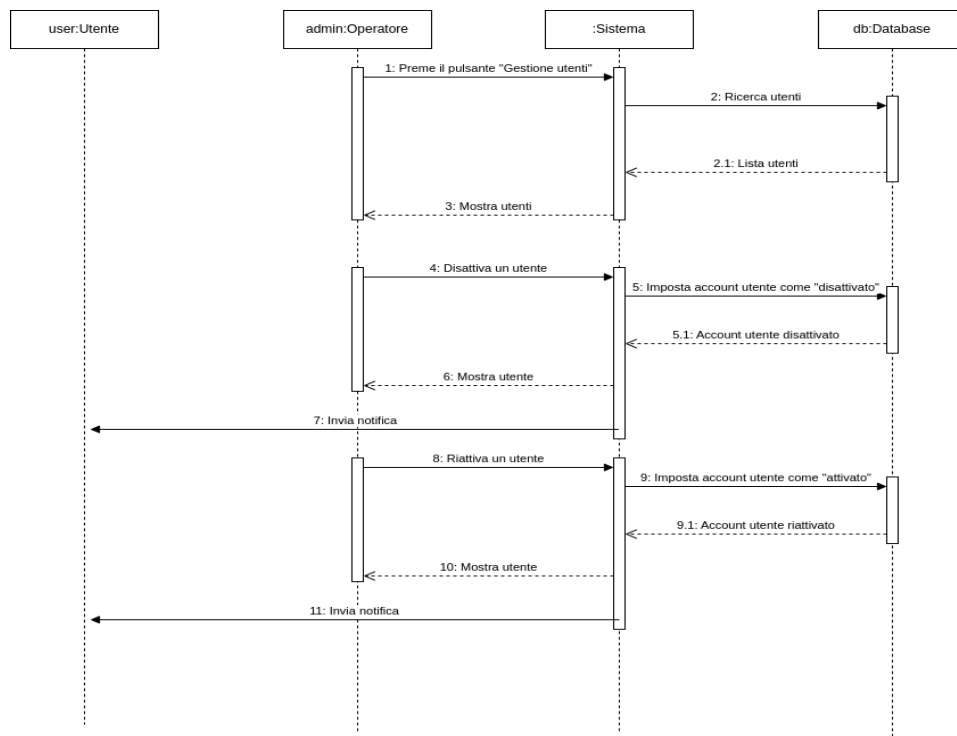 user:Utente
admin:Operatore
:Sistema
db:Database
1: Preme il pulsante "Gestione utenti"
2: Ricerca utenti
2.1: Lista utenti
3: Mostra utenti
4: Disattiva un utente
5: Imposta account utente come "disattivato"
5.1: Account utente disattivato
6: Mostra utente
7: Invia notifica
8: Riattiva un utente
9: Imposta account utente come "attivato"
9.1: Account utente riattivato
10: Mostra utente
11: Invia notifica